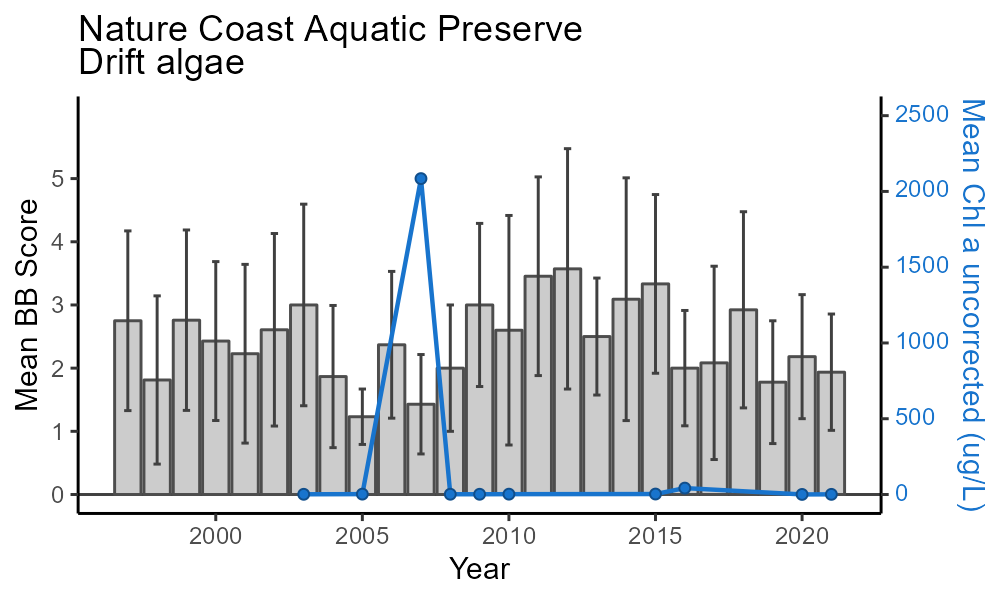 Nature Coast Aquatic Preserve
Drift algae
Mean BB Score
5
4
3
2
1
0
2500
2000
1500
1000
500
0
Mean Chl a uncorrected (ug/L)
2000 2005 2010 2015 2020
Year